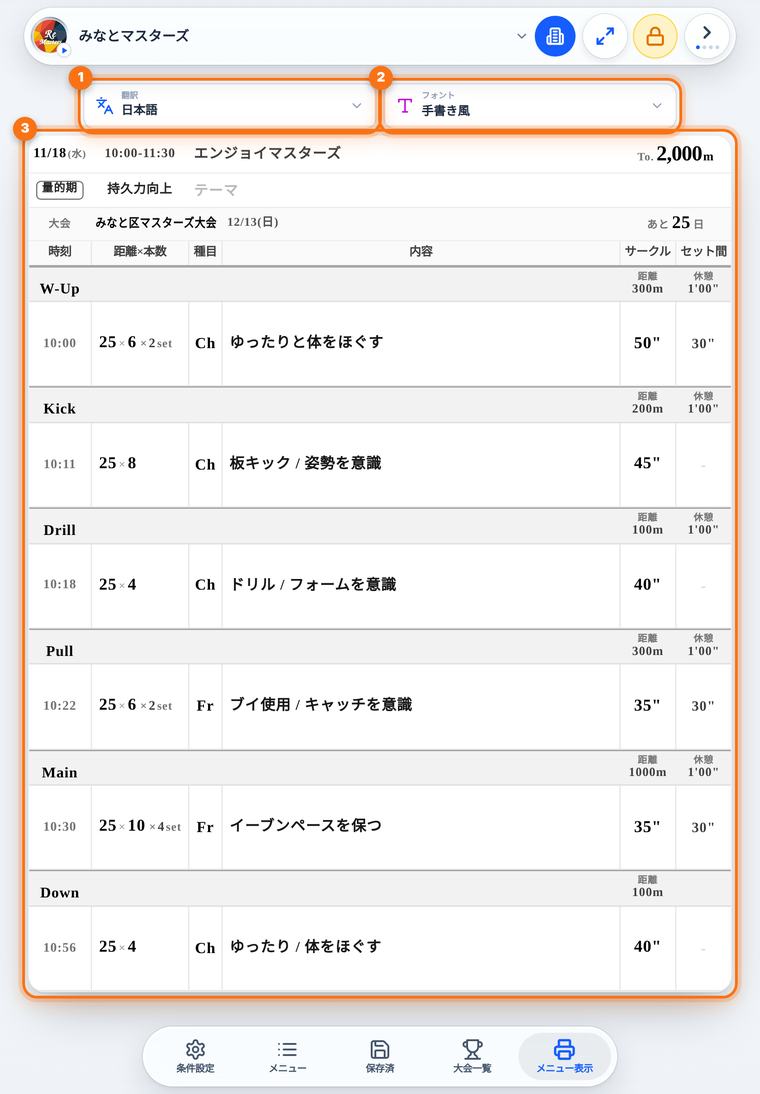 みなとマスターズ
1
2
翻訳
日本語
フォント
手書き風
3
11/18(水) 10:00-11:30 エンジョイマスターズ To. 2,000m
量的期 持久力向上 テーマ
大会 みなと区マスターズ大会 12/13(日) あと 25 日
時刻 距離×本数 種目 内容 サークル セット間
W-Up 距離 300m 休憩 1'00"
10:00 25×6×2set Ch ゆったりと体をほぐす 50" 30"
Kick 距離 200m 休憩 1'00"
10:11 25×8 Ch 板キック / 姿勢を意識 45" -
Drill 距離 100m 休憩 1'00"
10:18 25×4 Ch ドリル / フォームを意識 40" -
Pull 距離 300m 休憩 1'00"
10:22 25×6×2set Fr ブイ使用 / キャッチを意識 35" 30"
Main 距離 1000m 休憩 1'00"
10:30 25×10×4set Fr イーブンペースを保つ 35" 30"
Down 距離 100m
10:56 25×4 Ch ゆったり / 体をほぐす 40" -
条件設定 メニュー 保存済 大会一覧 メニュー表示